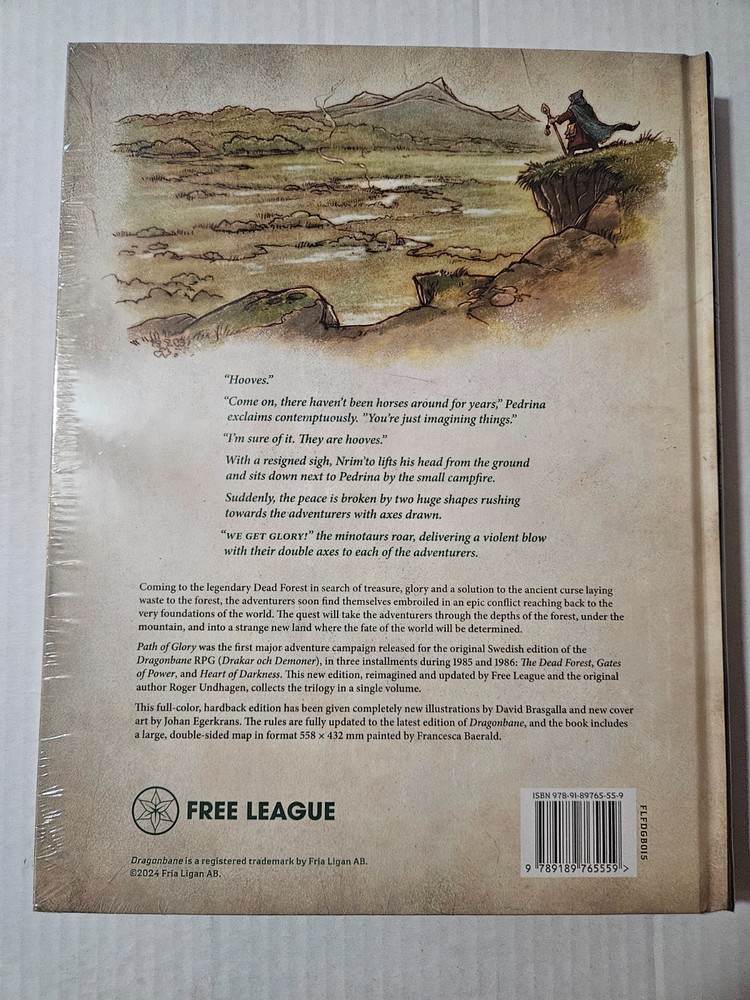 “Hooves.”
“Come on, there haven’t been horses around for years,” Pedrina
exclaims contemptuously. ”You’re just imagining things.”
“I’m sure of it. They are hooves.”
With a resigned sigh, Nrim’to lifts his head from the ground
and sits down next to Pedrina by the small campfire.
Suddenly, the peace is broken by two huge shapes rushing
towards the adventurers with axes drawn.
“WE GET GLORY!” the minotaurs roar, delivering a violent blow
with their double axes to each of the adventurers.
Coming to the legendary Dead Forest in search of treasure, glory and a solution to the ancient curse laying
waste to the forest, the adventurers soon find themselves embroiled in an epic conflict reaching back to the
very foundations of the world. The quest will take the adventurers through the depths of the forest, under the
mountain, and into a strange new land where the fate of the world will be determined.
Path of Glory was the first major adventure campaign released for the original Swedish edition of the
Dragonbane RPG (Drakar och Demoner), in three installments during 1985 and 1986: The Dead Forest, Gates
of Power, and Heart of Darkness. This new edition, reimagined and updated by Free League and the original
author Roger Undhagen, collects the trilogy in a single volume.
This full-color, hardback edition has been given completely new illustrations by David Brasgalla and new cover
art by Johan Egerkrans. The rules are fully updated to the latest edition of Dragonbane, and the book includes
a large, double-sided map in format 558 × 432 mm painted by Francesca Baerald.
FREE LEAGUE
Dragonbane is a registered trademark by Fria Ligan AB.
©2024 Fria Ligan AB.
ISBN 978-91-89765-55-9
9 789189 765559 >
FLFDGB015